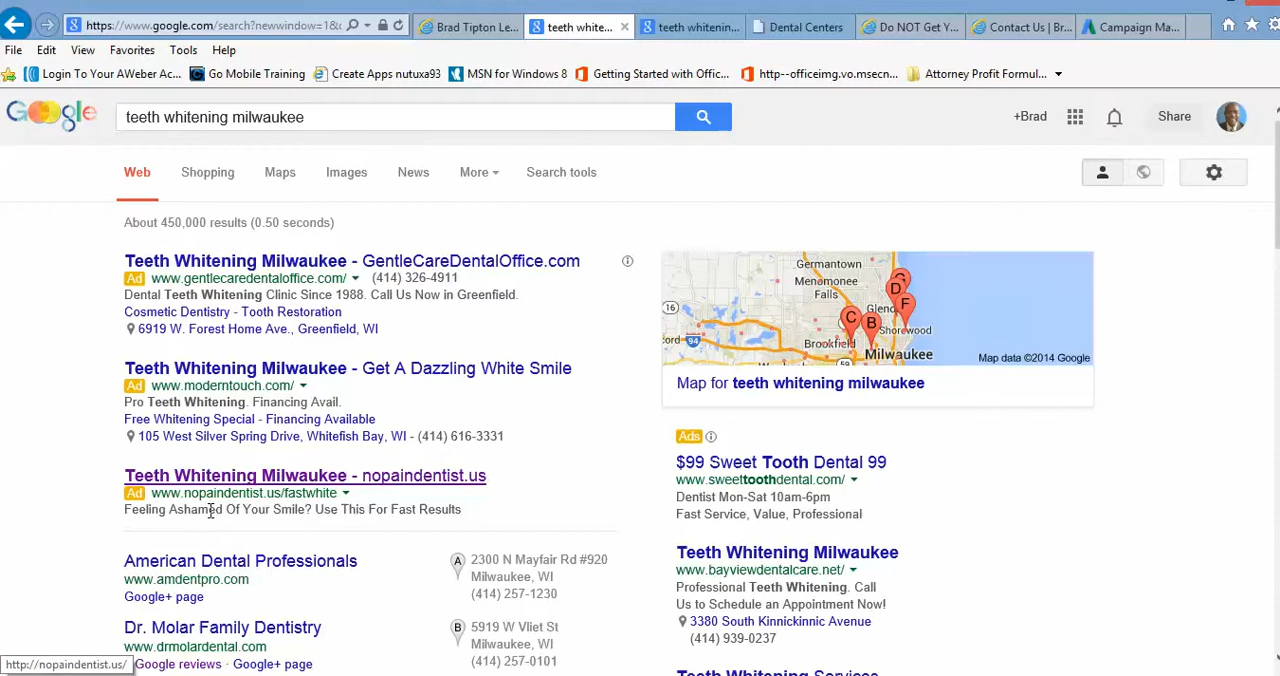 https://www.google.com/search?newwindow=1&
Brad Tipton Le...
teeth white...
teeth whitenin...
Dental Centers
Do NOT Get Y...
Contact Us | Br...
Campaign Ma...
File Edit View Favorites Tools Help
Login To Your AWeber Ac...
Go Mobile Training
Create Apps nutuxa93
MSN for Windows 8
Getting Started with Offic...
http--officeimg.vo.msecn...
Attorney Profit Formul...
Google
teeth whitening milwaukee
+Brad
Share
Web Shopping Maps Images News More Search tools
About 450,000 results (0.50 seconds)
Teeth Whitening Milwaukee - GentleCareDentalOffice.com
Ad www.gentlecaredentaloffice.com/ (414) 326-4911
Dental Teeth Whitening Clinic Since 1988. Call Us Now in Greenfield.
Cosmetic Dentistry - Tooth Restoration
6919 W. Forest Home Ave., Greenfield, WI
Teeth Whitening Milwaukee - Get A Dazzling White Smile
Ad www.moderntouch.com/
Pro Teeth Whitening. Financing Avail.
Free Whitening Special - Financing Available
105 West Silver Spring Drive, Whitefish Bay, WI - (414) 616-3331
Teeth Whitening Milwaukee - nopaindentist.us
Ad www.nopaindentist.us/fastwhite
Feeling Ashamed Of Your Smile? Use This For Fast Results
American Dental Professionals
www.amdentpro.com
Google+ page
A
2300 N Mayfair Rd #920
Milwaukee, WI
(414) 257-1230
Dr. Molar Family Dentistry
www.drmolardental.com
Google reviews · Google+ page
B
5919 W Vliet St
Milwaukee, WI
(414) 257-0101
http://nopaindentist.us/
Germantown
Menomonee
Falls
Glen
Shorewood
Brookfield
Milwaukee
16
94
59
ord
C
B
D
F
G
Map data ©2014 Google
Map for teeth whitening milwaukee
Ads
$99 Sweet Tooth Dental 99
www.sweettoothdental.com/
Dentist Mon-Sat 10am-6pm
Fast Service, Value, Professional
Teeth Whitening Milwaukee
www.bayviewdentalcare.net/
Professional Teeth Whitening. Call
Us to Schedule an Appointment Now!
3380 South Kinnickinnic Avenue
(414) 939-0237
Teeth Whitening Services